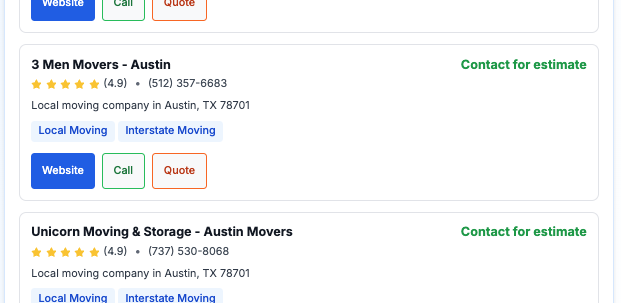 Website Call Quote
3 Men Movers - Austin Contact for estimate
(4.9) • (512) 357-6683
Local moving company in Austin, TX 78701
Local Moving Interstate Moving
Website Call Quote
Unicorn Moving & Storage - Austin Movers Contact for estimate
(4.9) • (737) 530-8068
Local moving company in Austin, TX 78701
Local Moving Interstate Moving